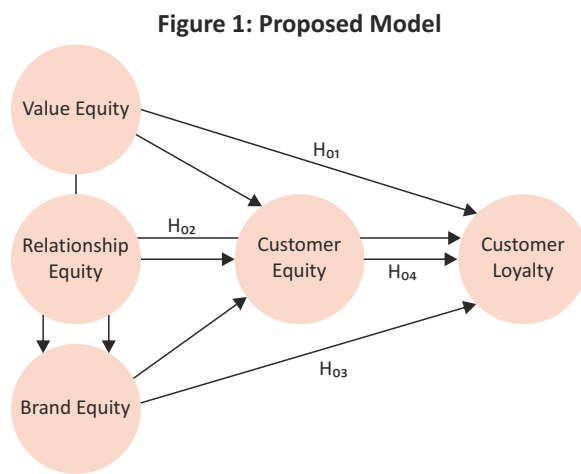 Figure 1: Proposed Model
Value Equity
H₀₁
Relationship
Equity
H₀₂
Customer
Equity
H₀₄
Customer
Loyalty
H₀₃
Brand Equity